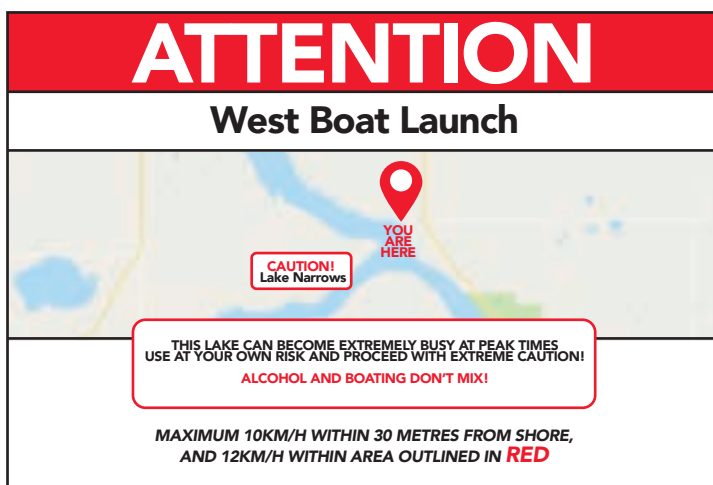 ATTENTION
West Boat Launch
YOU
ARE
HERE
CAUTION!
Lake Narrows
THIS LAKE CAN BECOME EXTREMELY BUSY AT PEAK TIMES
USE AT YOUR OWN RISK AND PROCEED WITH EXTREME CAUTION!
ALCOHOL AND BOATING DON'T MIX!
MAXIMUM 10KM/H WITHIN 30 METRES FROM SHORE,
AND 12KM/H WITHIN AREA OUTLINED IN RED